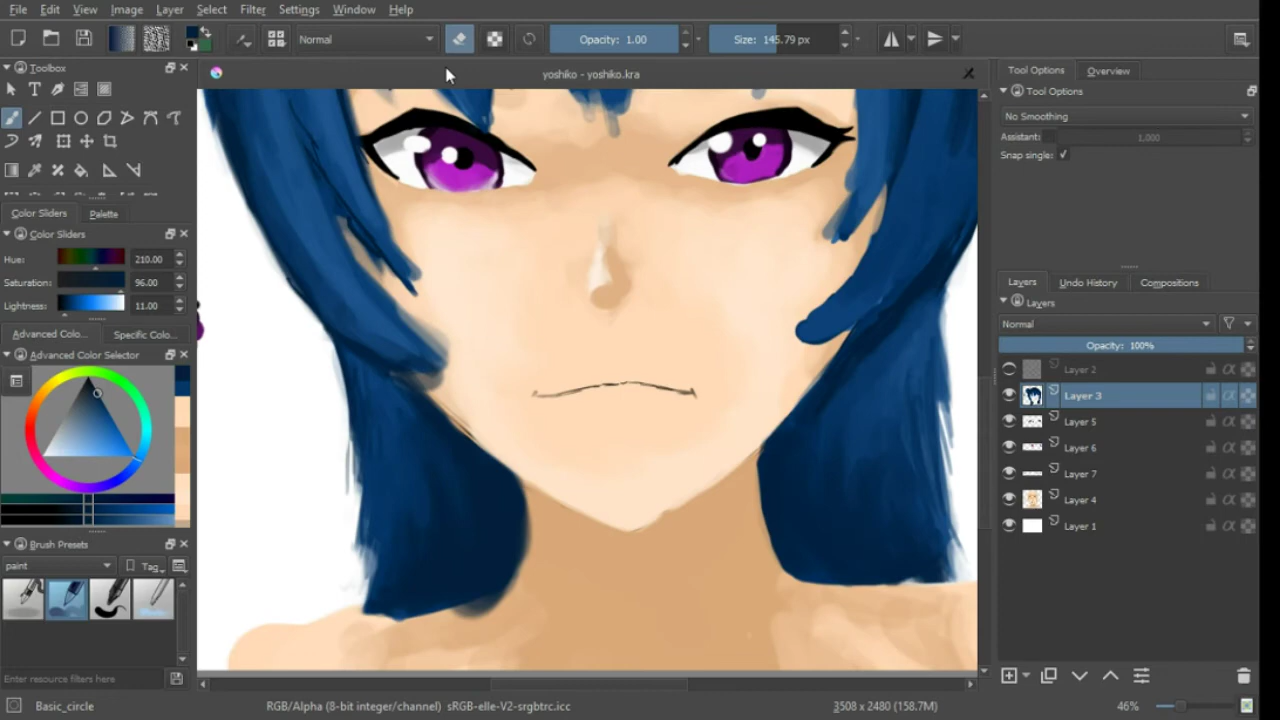 File Edit View Image Layer Select Filter Settings Window Help
Normal Opacity: 1.00 Size: 145.79 px
Toolbox
yoshiko - yoshiko.kra
Tool Options Overview
Tool Options
No Smoothing
Assistant: 1,000
Snap single:
Color Sliders Palette
Color Sliders
Hue: 210.00
Saturation: 96.00
Lightness: 11.00
Advanced Colo... Specific Colo...
Advanced Color Selector
Layers Undo History Compositions
Layers
Normal
Opacity: 100%
Layer 2
Layer 3
Layer 5
Layer 6
Layer 7
Layer 4
Layer 1
Brush Presets
paint Tag
Enter resource filters here
Basic_circle RGB/Alpha (8-bit integer/channel) sRGB-elle-V2-srgbtrc.icc 3508 x 2480 (158.7M) 46%